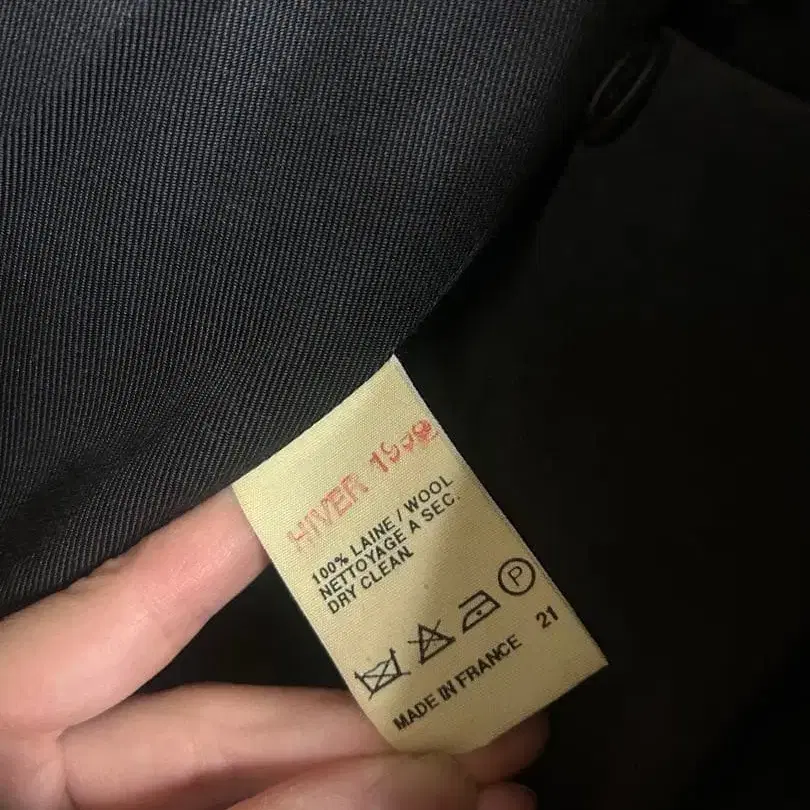 HIVER
100% LAINE / WOOL
NETTOYAGE A SEC.
DRY CLEAN.
P
MADE IN FRANCE 21